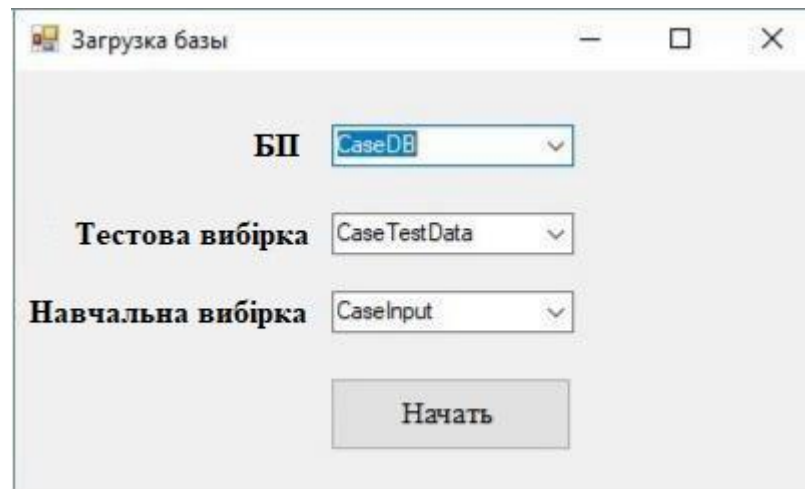 Загрузка базы
БП CaseDB
Тестова вибірка CaseTestData
Навчальна вибірка CaseInput
Начать